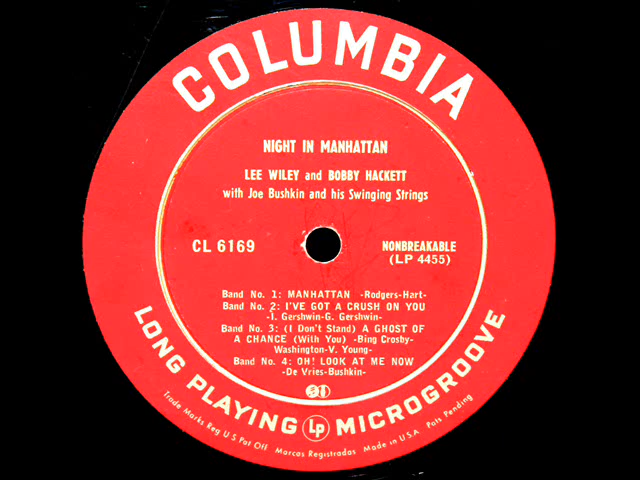 COLUMBIA
NIGHT IN MANHATTAN
LEE WILEY and BOBBY HACKETT
with Joe Bushkin and his Swinging Strings
CL 6169
NONBREAKABLE
(LP 4455)
Band No. 1: MANHATTAN -Rodgers-Hart-
Band No. 2: I'VE GOT A CRUSH ON YOU
-I. Gershwin-G. Gershwin-
Band No. 3: (I Don't Stand) A GHOST OF
A CHANCE (With You) -Bing Crosby-
Washington-V. Young-
Band No. 4: OH! LOOK AT ME NOW
-De Vries-Bushkin-
LONG PLAYING Lp MICROGROOVE
Trade Marks Reg U S Pat Off Marcas Registradas Made in U.S.A. Pats Pending